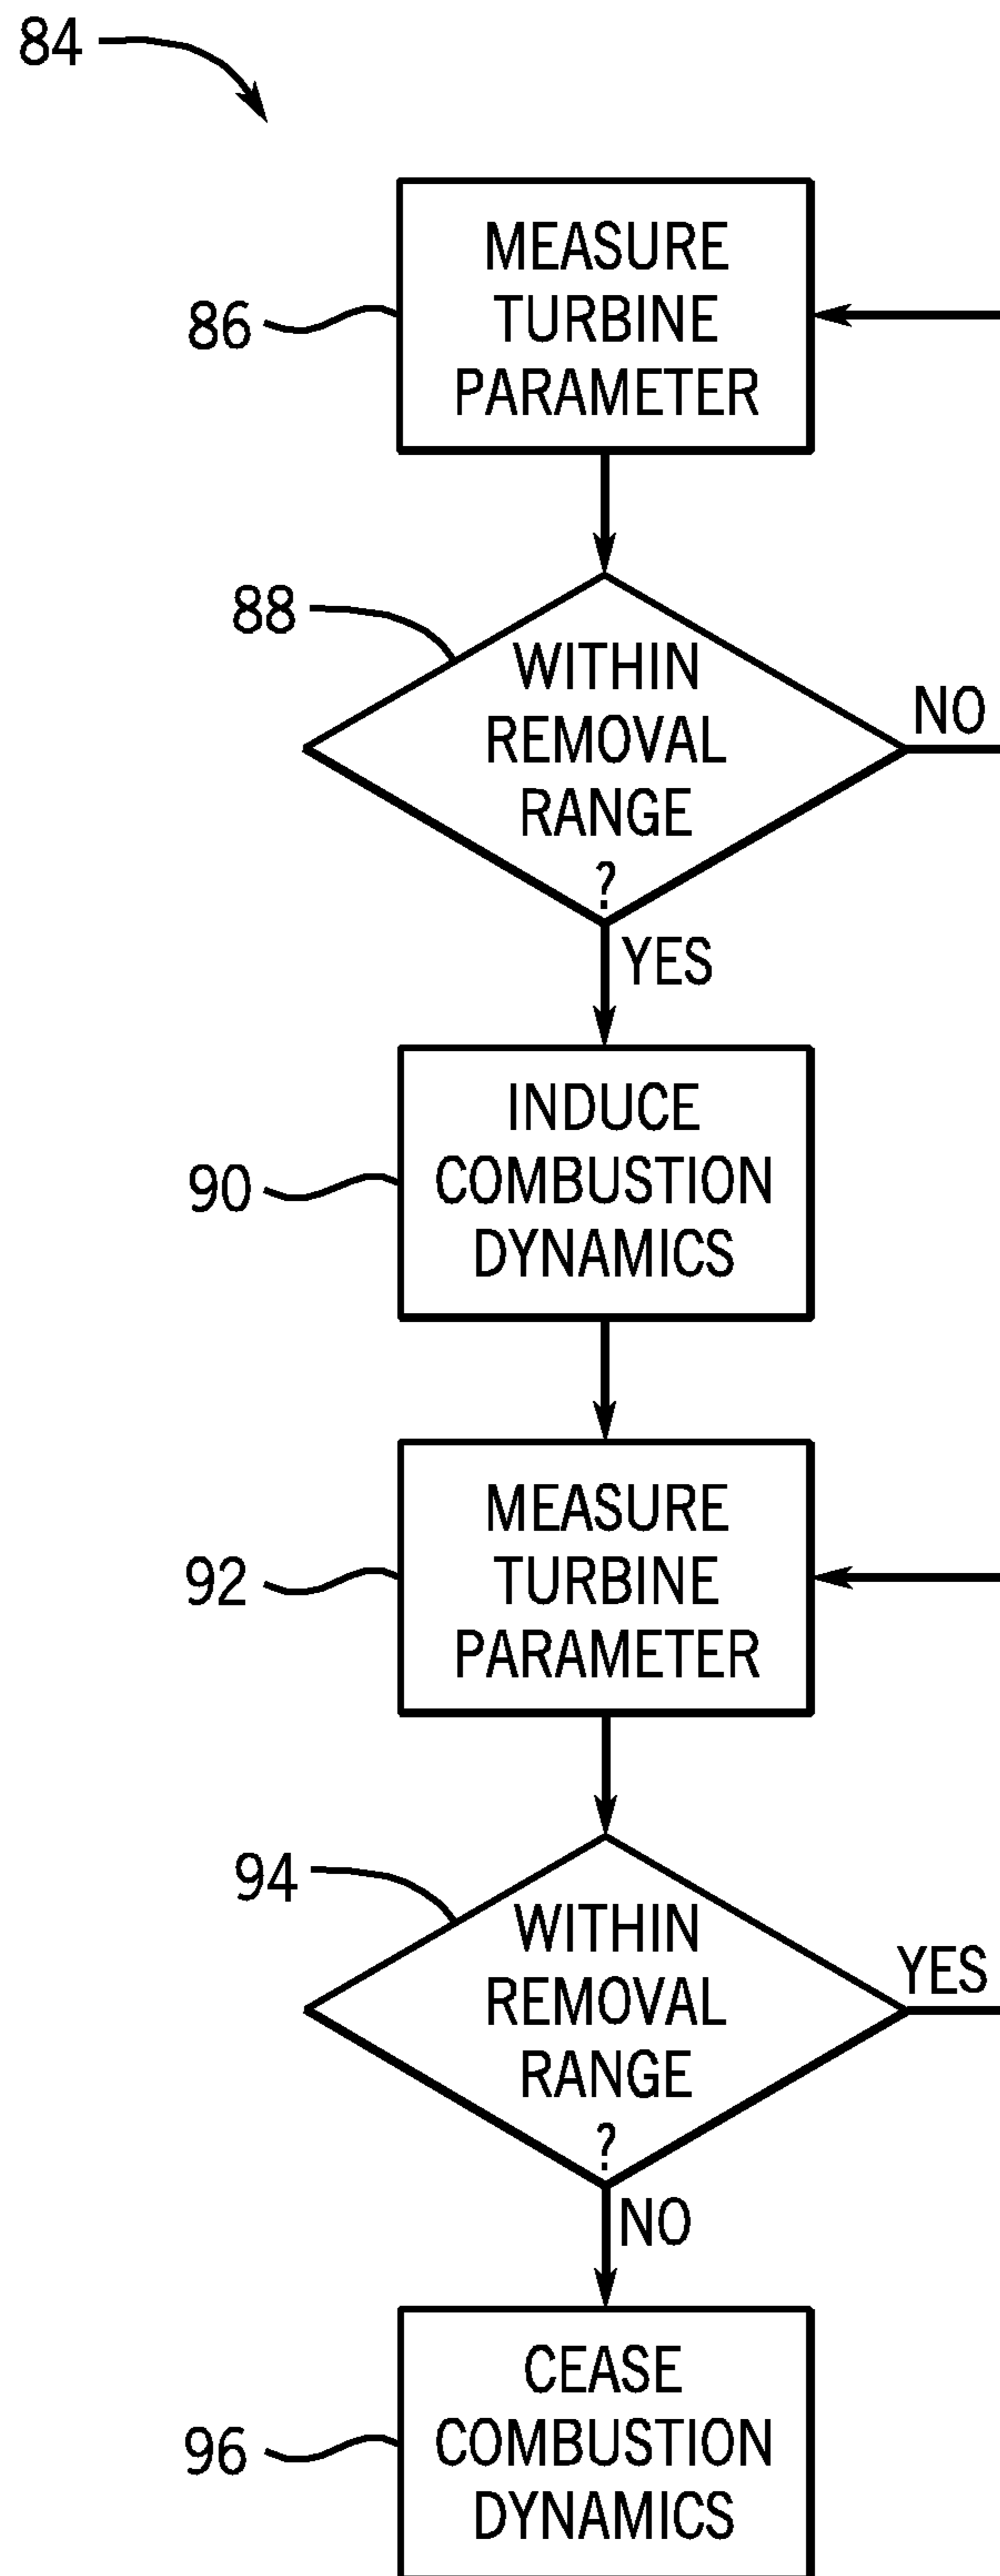 84
MEASURE
TURBINE
PARAMETER
86
88
WITHIN
REMOVAL
RANGE
?
NO
YES
INDUCE
COMBUSTION
DYNAMICS
90
MEASURE
TURBINE
PARAMETER
92
94
WITHIN
REMOVAL
RANGE
?
YES
NO
CEASE
COMBUSTION
DYNAMICS
96